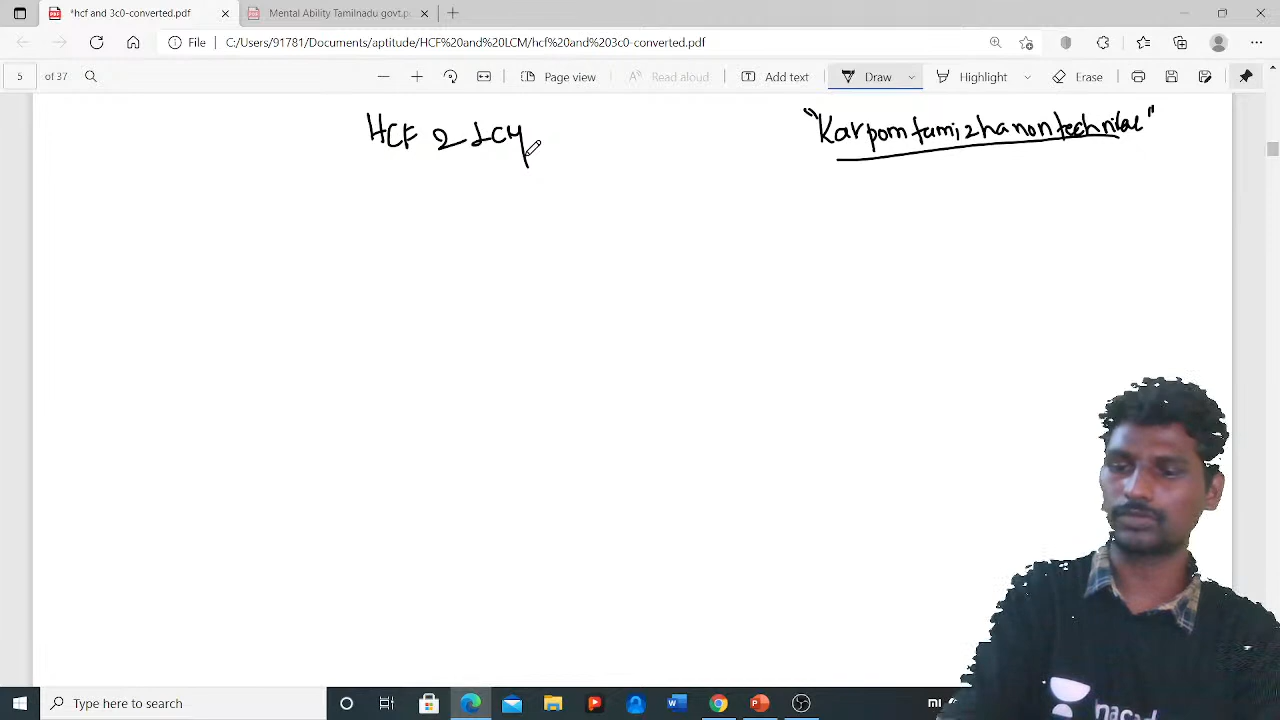 *hcf and 3c0-converted.pdf
Mental Ability Tamilnadu govt.p
File C:/Users/91781/Documents/aptitude/HCF%20and%20LCM/hcf%20and%203c0-converted.pdf
5 of 37 Page view Read aloud Add text Draw Highlight Erase
HCF 2 LCM
"Karpom tamizha non technical"
Type here to search